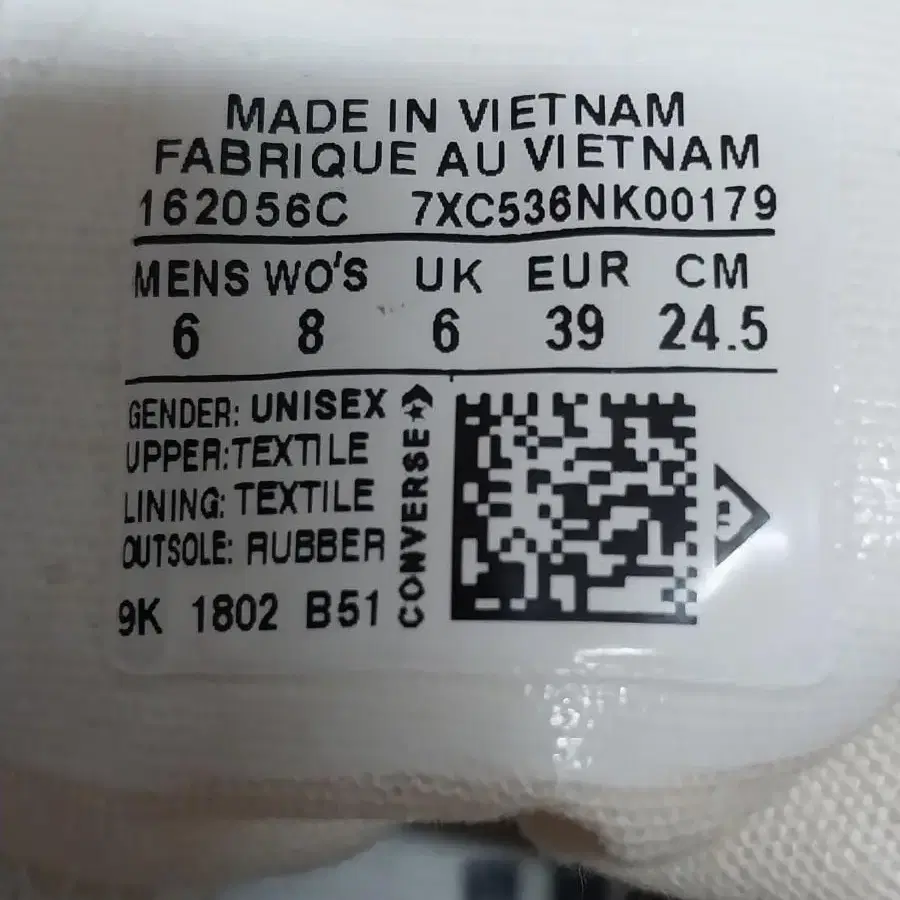 MADE IN VIETNAM
FABRIQUE AU VIETNAM
162056C 7XC536NK00179
MENS WO'S UK EUR CM
6 8 6 39 24.5
GENDER: UNISEX
UPPER: TEXTILE
LINING: TEXTILE
OUTSOLE: RUBBER
9K 1802 B51
CONVERSE